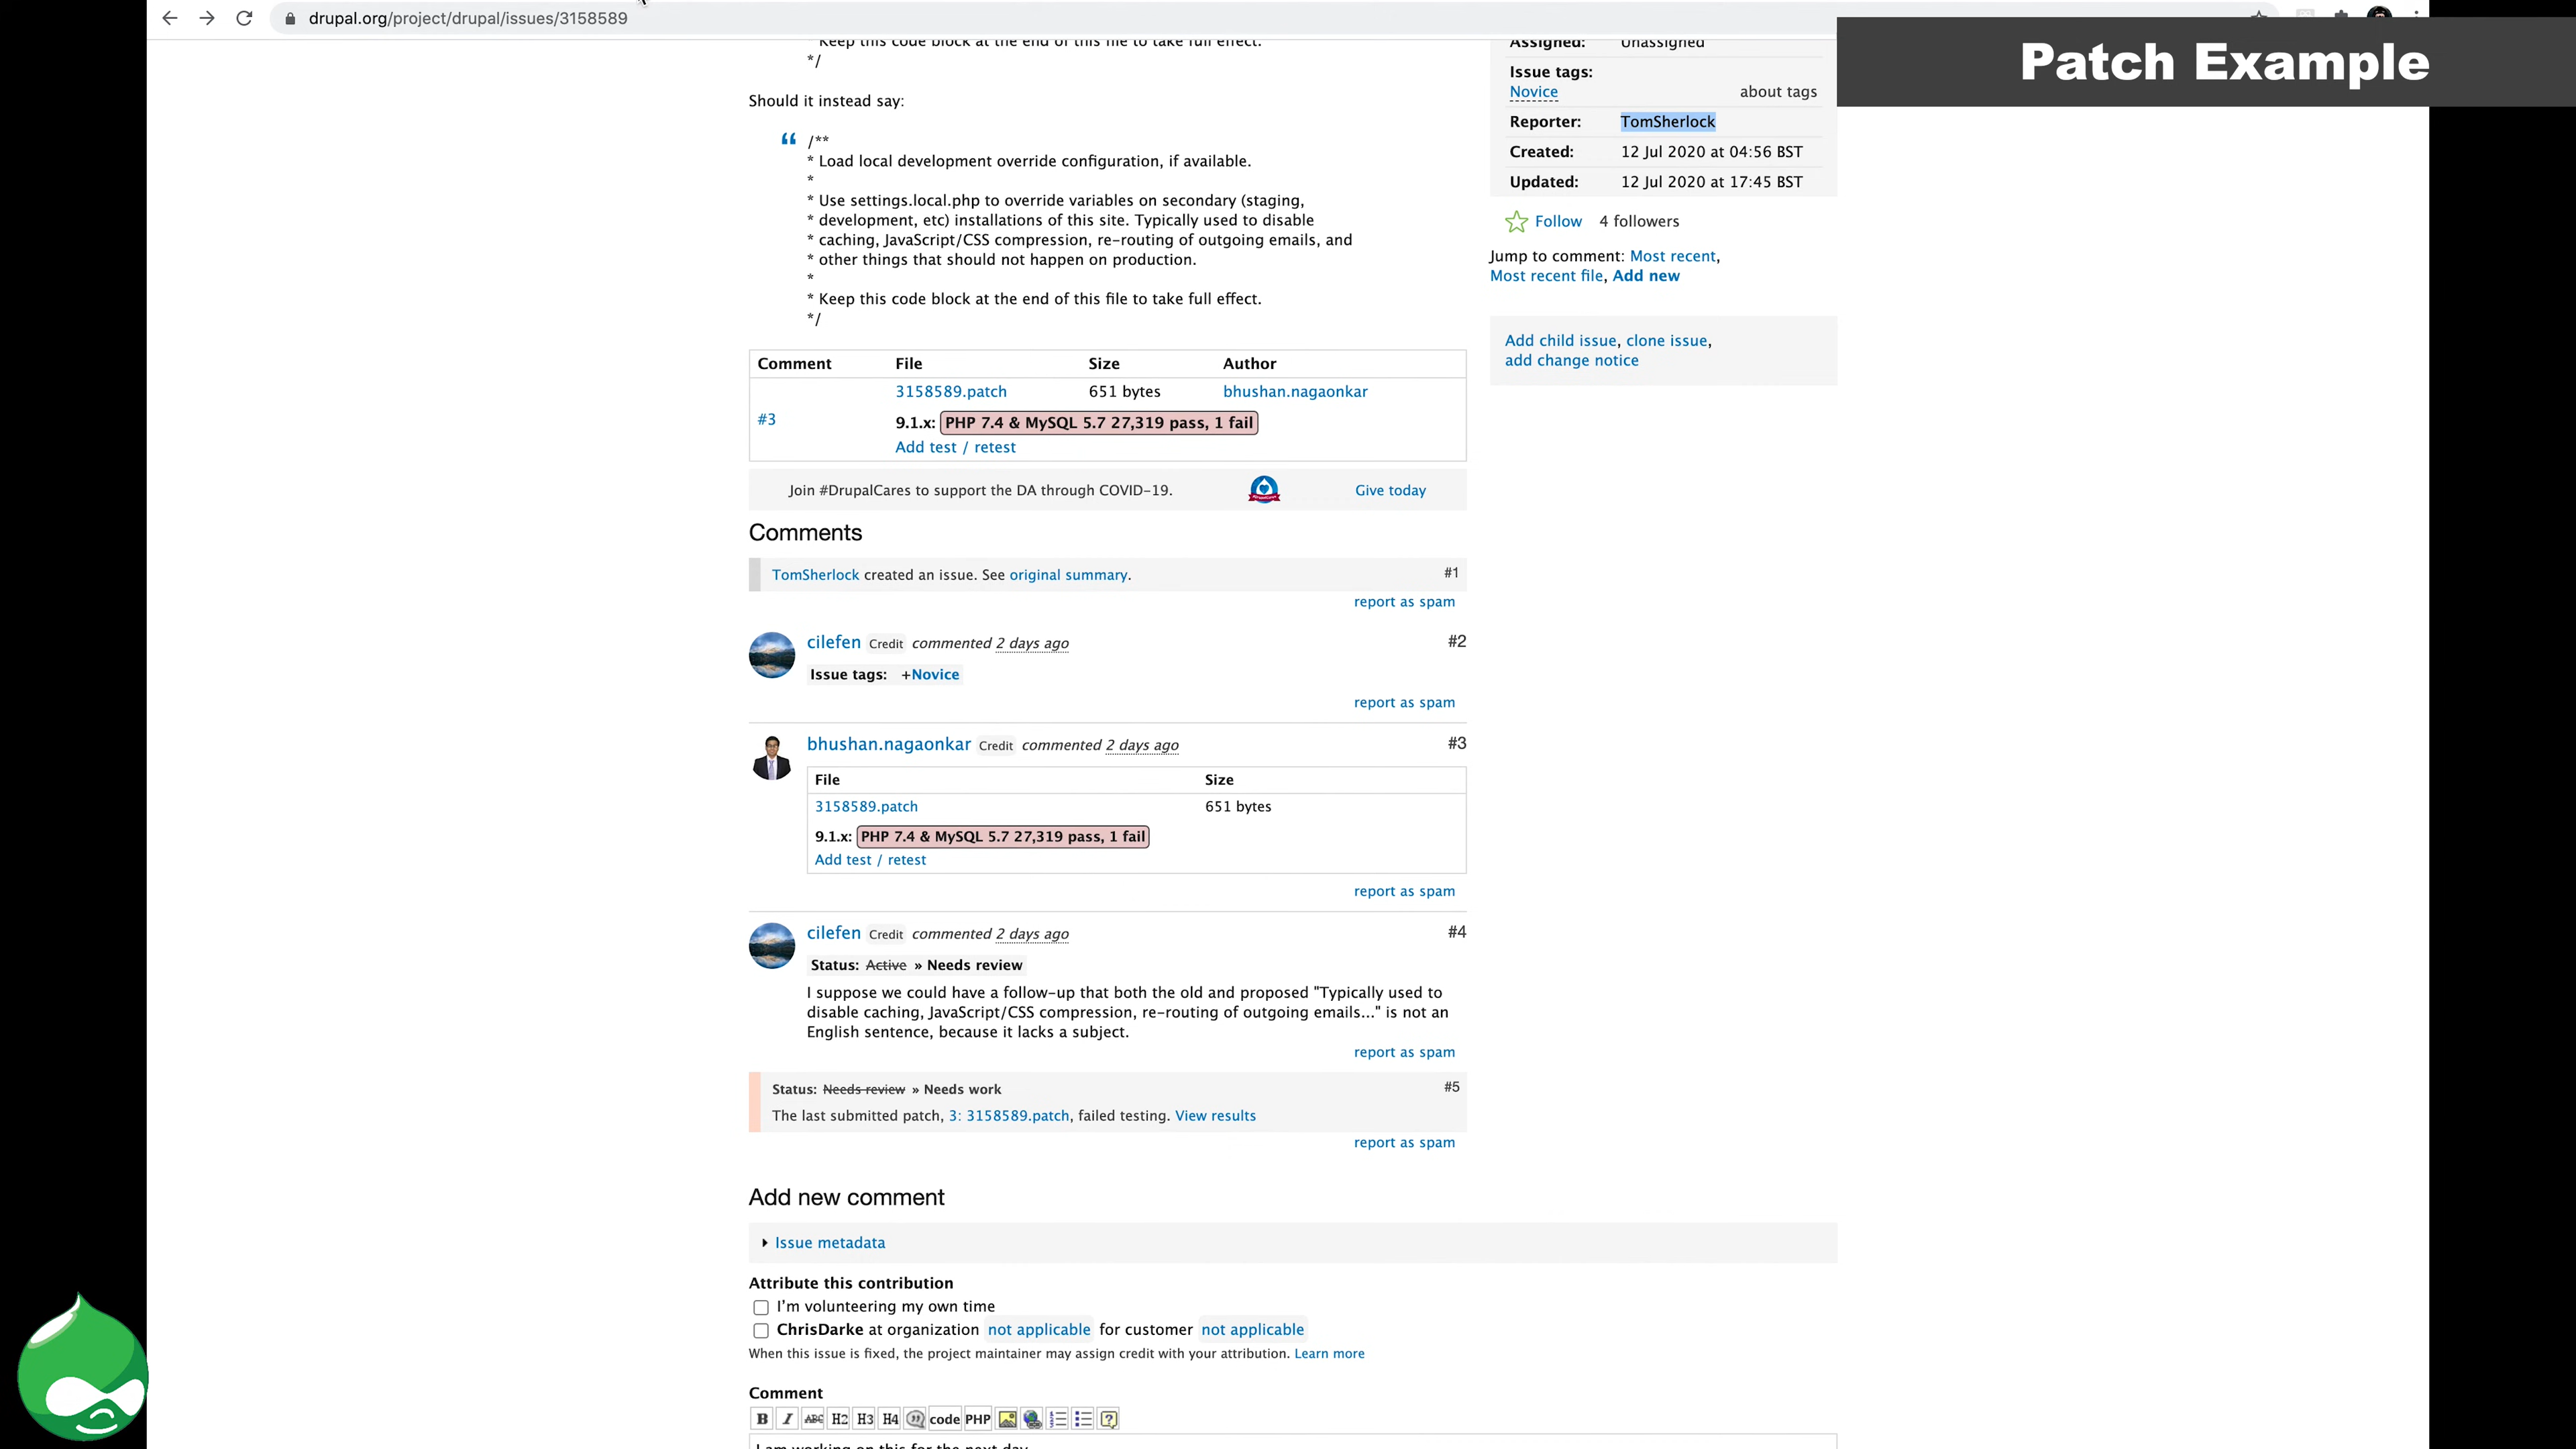 drupal.org/project/drupal/issues/3158589
Patch Example
* Keep this code block at the end of this file to take full effect.
*/
Should it instead say:
/**
* Load local development override configuration, if available.
*
* Use settings.local.php to override variables on secondary (staging,
* development, etc) installations of this site. Typically used to disable
* caching, JavaScript/CSS compression, re-routing of outgoing emails, and
* other things that should not happen on production.
*
* Keep this code block at the end of this file to take full effect.
*/
Assigned: Unassigned
Issue tags:
Novice about tags
Reporter: TomSherlock
Created: 12 Jul 2020 at 04:56 BST
Updated: 12 Jul 2020 at 17:45 BST
Follow 4 followers
Jump to comment: Most recent,
Most recent file, Add new
Add child issue, clone issue,
add change notice
Comment File Size Author
3158589.patch 651 bytes bhushan.nagaonkar
#3
9.1.x: PHP 7.4 & MySQL 5.7 27,319 pass, 1 fail
Add test / retest
Join #DrupalCares to support the DA through COVID-19. Give today
Comments
TomSherlock created an issue. See original summary. #1
report as spam
cilefen Credit commented 2 days ago #2
Issue tags: +Novice
report as spam
bhushan.nagaonkar Credit commented 2 days ago #3
File Size
3158589.patch 651 bytes
9.1.x: PHP 7.4 & MySQL 5.7 27,319 pass, 1 fail
Add test / retest
report as spam
cilefen Credit commented 2 days ago #4
Status: Active » Needs review
I suppose we could have a follow-up that both the old and proposed "Typically used to
disable caching, JavaScript/CSS compression, re-routing of outgoing emails..." is not an
English sentence, because it lacks a subject.
report as spam
Status: Needs review » Needs work #5
The last submitted patch, 3: 3158589.patch, failed testing. View results
report as spam
Add new comment
Issue metadata
Attribute this contribution
I'm volunteering my own time
ChrisDarke at organization not applicable for customer not applicable
When this issue is fixed, the project maintainer may assign credit with your attribution. Learn more
Comment
B I ABC H2 H3 H4 code PHP
I am working on this for the next day